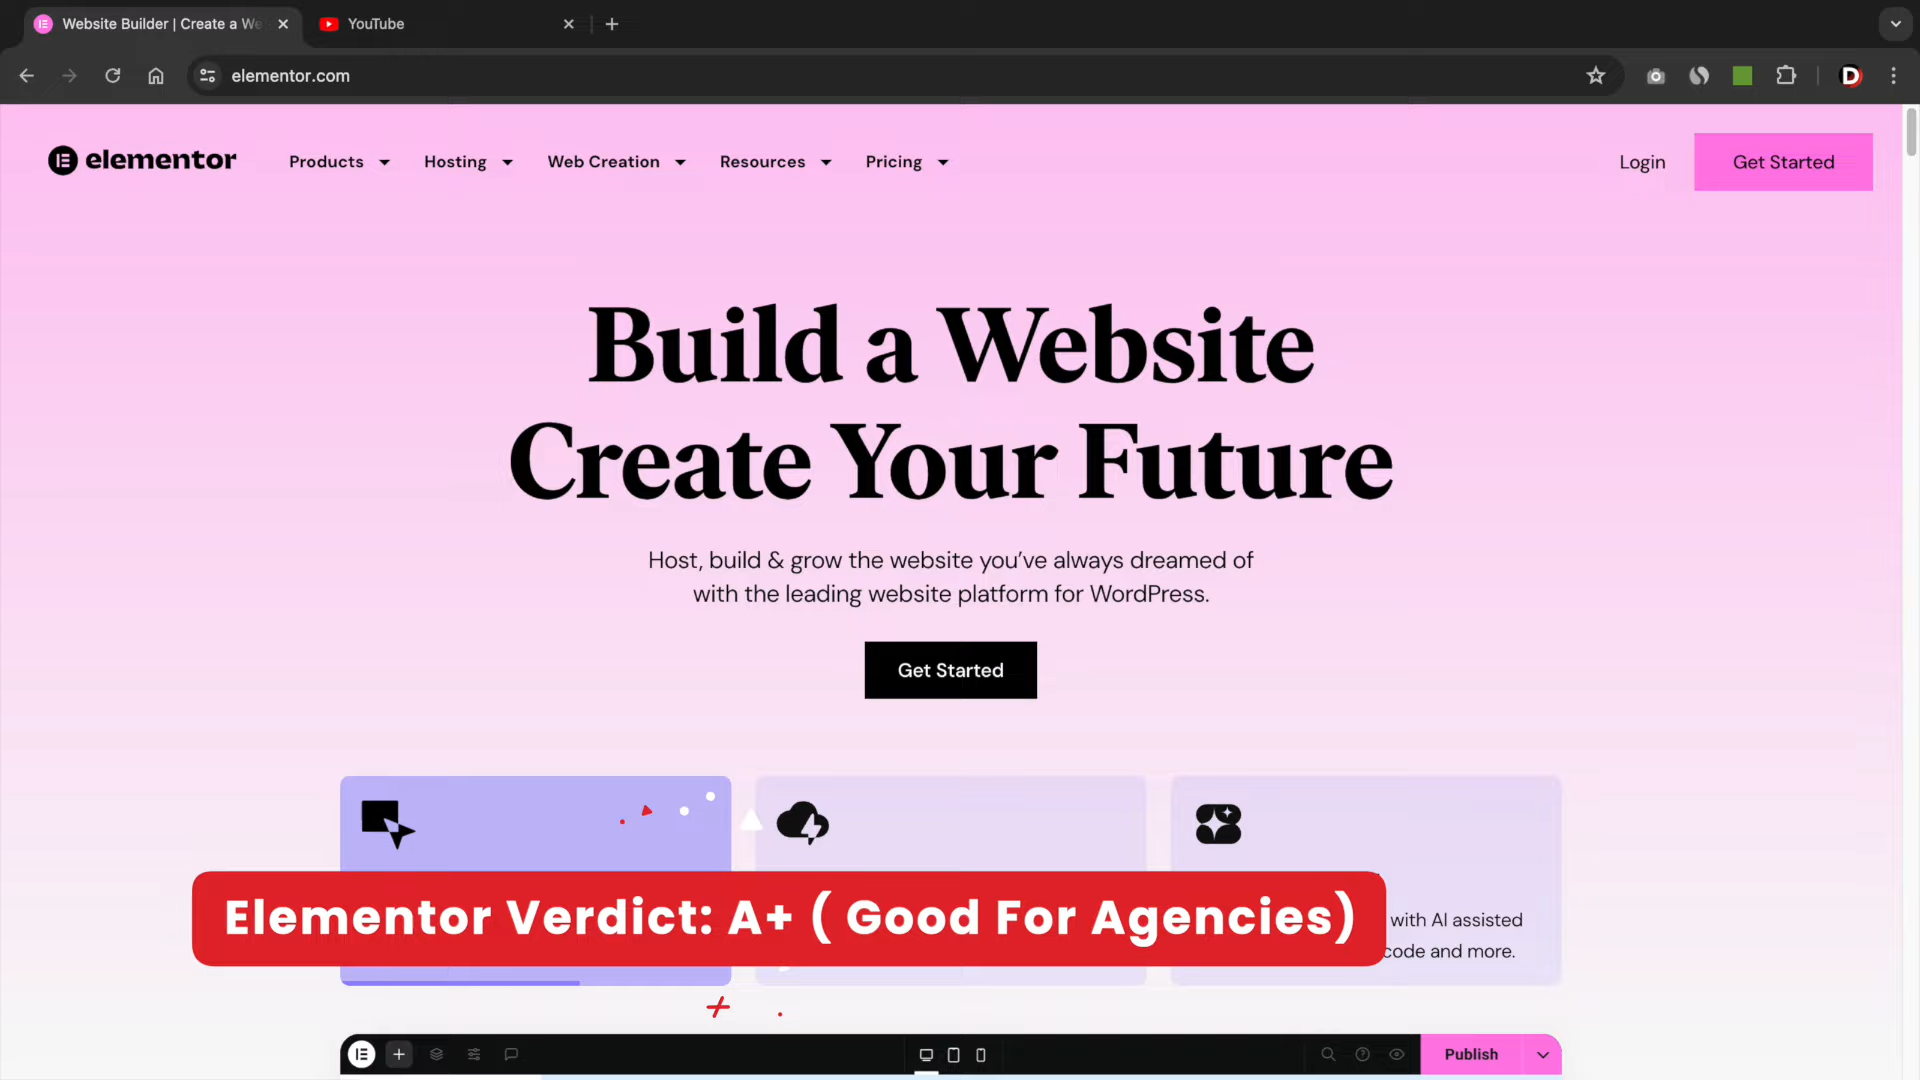 Website Builder | Create a We
YouTube
elementor.com
D
elementor
Products
Hosting
Web Creation
Resources
Pricing
Login
Get Started
Build a Website
Create Your Future
Host, build & grow the website you’ve always dreamed of
with the leading website platform for WordPress.
Get Started
with AI assisted
code and more.
Elementor Verdict: A+ ( Good For Agencies)
Publish